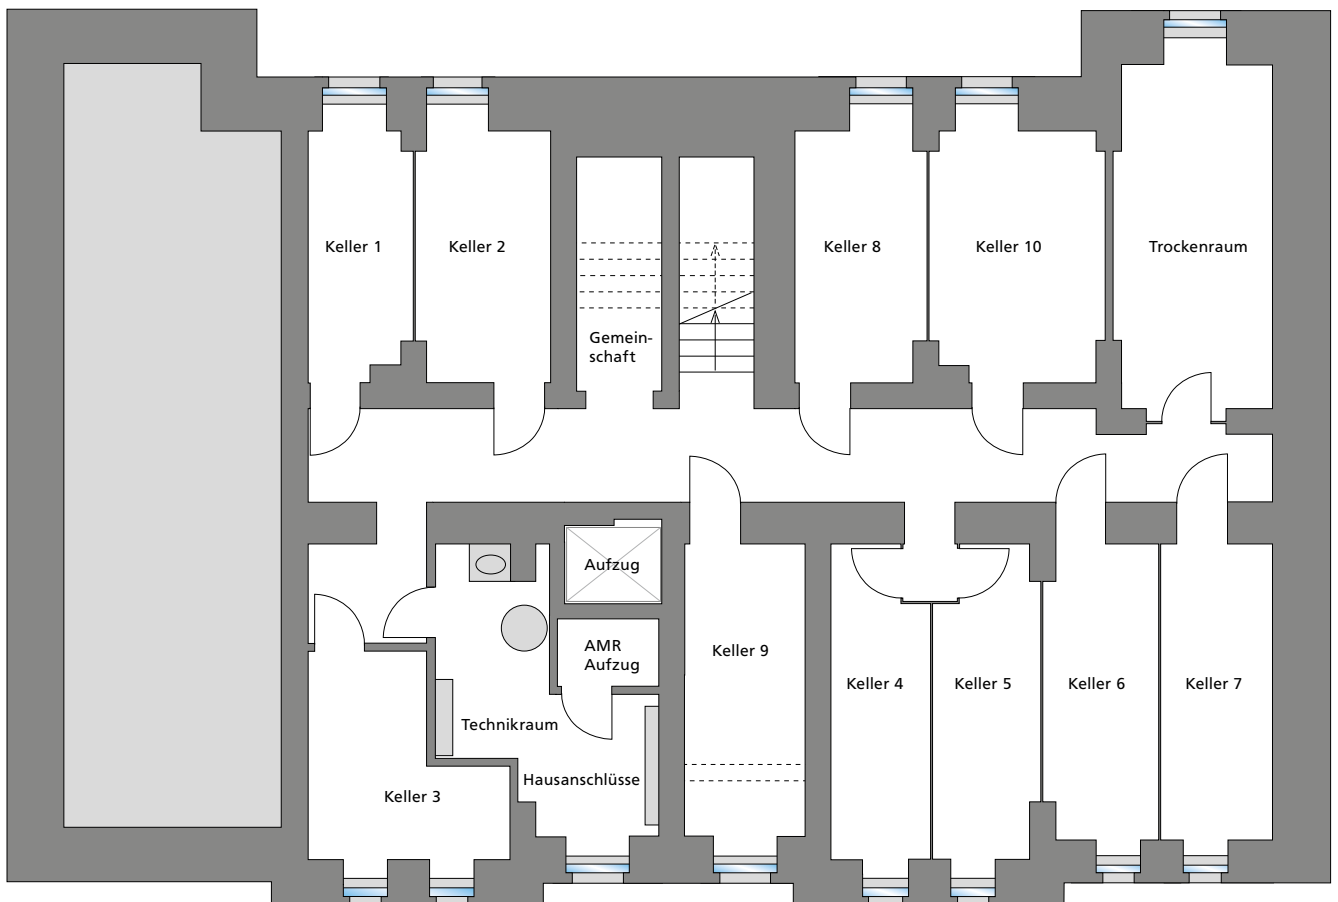 Keller 1
Keller 2
Keller 8
Keller 10
Trockenraum
Gemein-
schaft
Aufzug
AMR
Aufzug
Keller 9
Keller 4
Keller 5
Keller 6
Keller 7
Technikraum
Hausanschlüsse
Keller 3